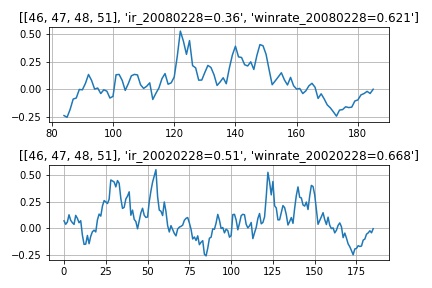 [[46, 47, 48, 51], 'ir_20080228=0.36', 'winrate_20080228=0.621']
0.50
0.25
0.00
-0.25
80 100 120 140 160 180
[[46, 47, 48, 51], 'ir_20020228=0.51', 'winrate_20020228=0.668']
0.50
0.25
0.00
-0.25
0 25 50 75 100 125 150 175